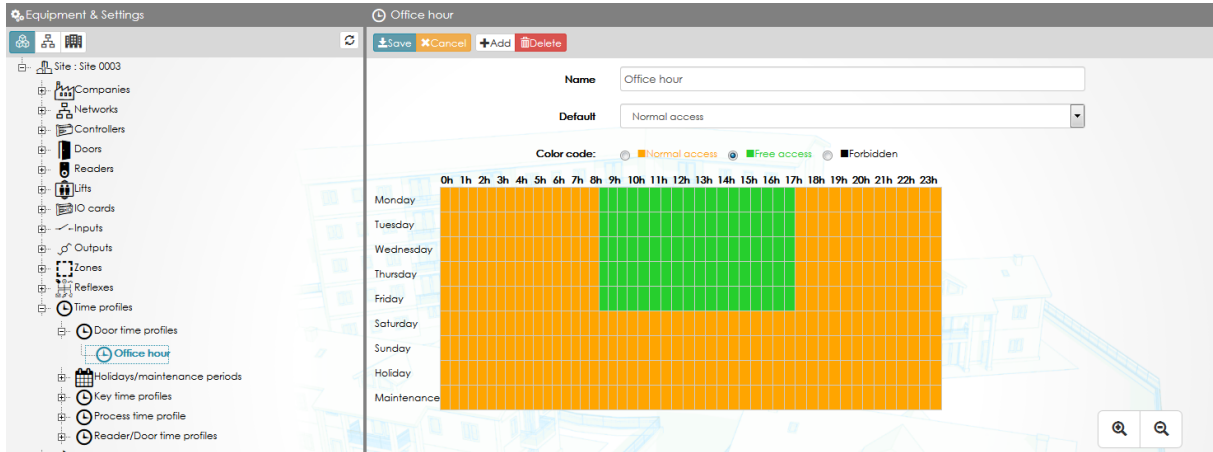 Equipment & Settings
Office hour
Save Cancel Add Delete
Site : Site 0003
Companies
Networks
Controllers
Doors
Readers
Lifts
IO cards
Inputs
Outputs
Zones
Reflexes
Time profiles
Door time profiles
Office hour
Holidays/maintenance periods
Key time profiles
Process time profile
Reader/Door time profiles
Name Office hour
Default Normal access
Color code: Normal access Free access Forbidden
0h 1h 2h 3h 4h 5h 6h 7h 8h 9h 10h 11h 12h 13h 14h 15h 16h 17h 18h 19h 20h 21h 22h 23h
Monday
Tuesday
Wednesday
Thursday
Friday
Saturday
Sunday
Holiday
Maintenance